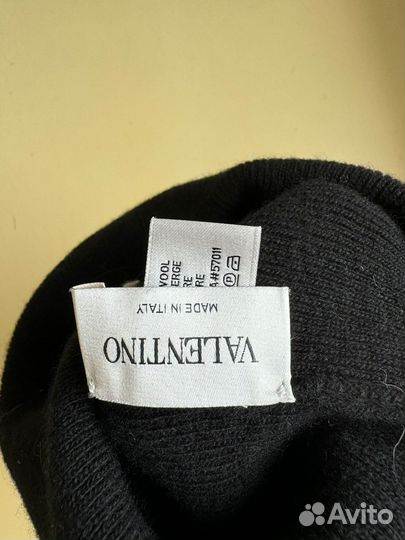 VALENTINO
MADE IN ITALY
WOOL
ERGE
RE
RE
A#57011
Avito